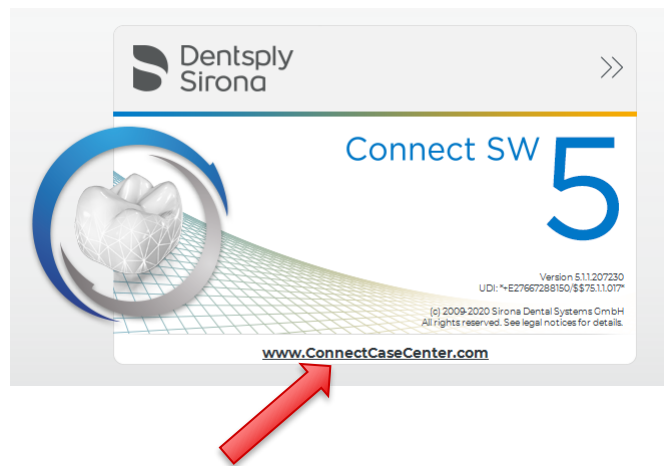 Dentsply
Sirona
Connect SW 5
Version 5.1.1.207230
UDI: "+E27667288150/$$75.1.1.017"
(c) 2009-2020 Sirona Dental Systems GmbH
All rights reserved. See legal notices for details.
www.ConnectCaseCenter.com